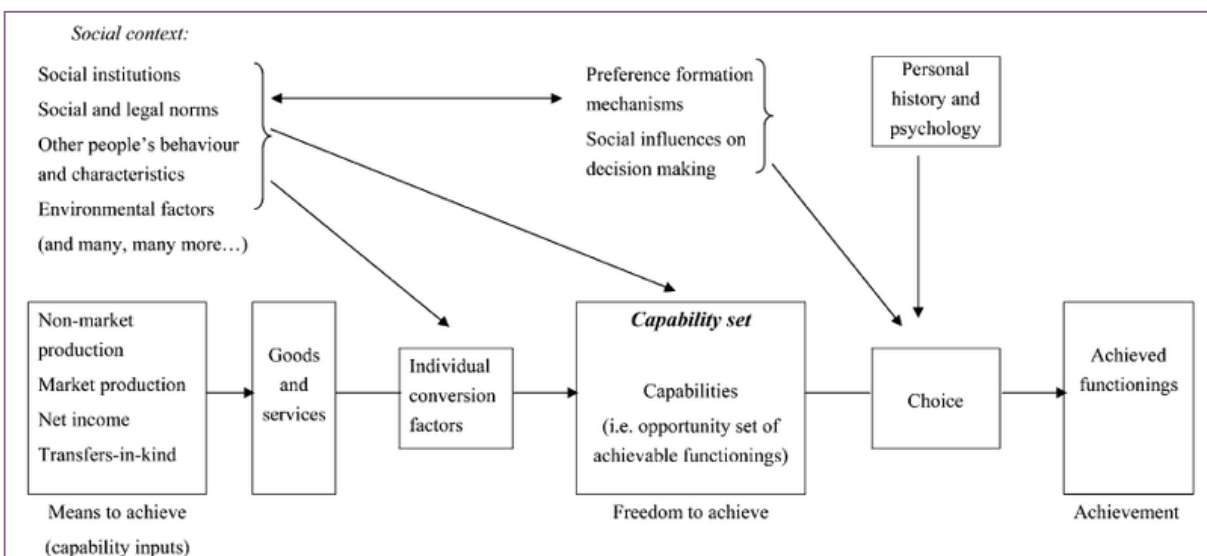 Social context:
Social institutions
Social and legal norms
Other people's behaviour
and characteristics
Environmental factors
(and many, many more…)
Preference formation
mechanisms
Social influences on
decision making
Personal
history and
psychology
Non-market
production
Market production
Net income
Transfers-in-kind
Means to achieve
(capability inputs)
Goods
and
services
Individual
conversion
factors
Capability set
Capabilities
(i.e. opportunity set of
achievable functionings)
Freedom to achieve
Choice
Achieved
functionings
Achievement